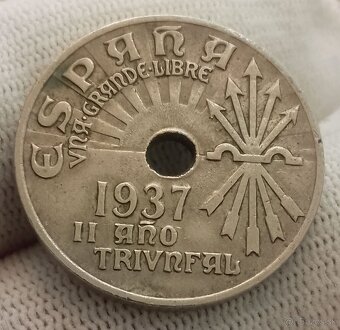 ESPAÑA
VNA·GRANDE·LIBRE
1937
II AÑO
TRIVNFAL